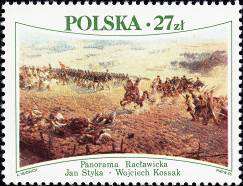 POLSKA · 27zł
Panorama Racławicka
Jan Styka · Wojciech Kossak